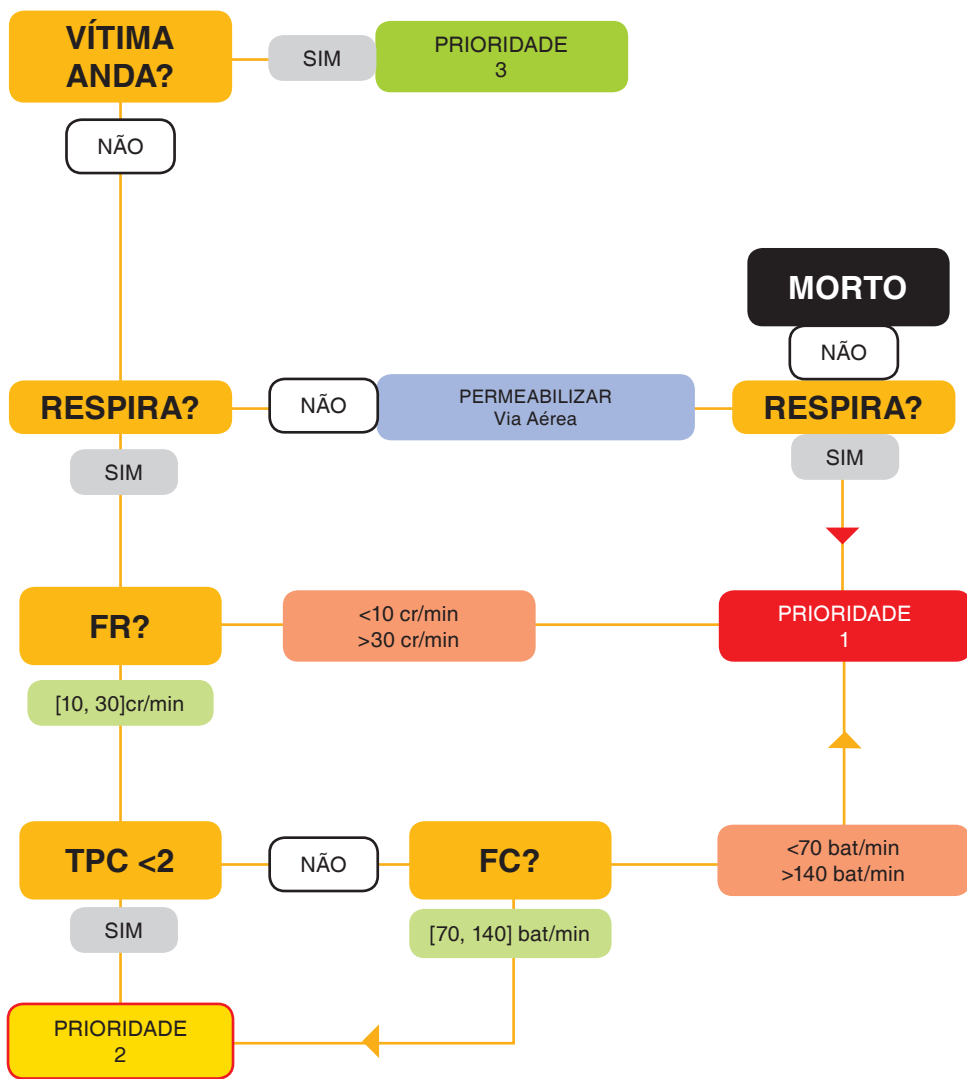 VÍTIMA
ANDA?
SIM
PRIORIDADE
3
NÃO
MORTO
NÃO
RESPIRA?
NÃO
PERMEABILIZAR
Via Aérea
RESPIRA?
SIM
SIM
FR?
<10 cr/min
>30 cr/min
PRIORIDADE
1
[10, 30]cr/min
TPC <2
NÃO
FC?
<70 bat/min
>140 bat/min
SIM
[70, 140] bat/min
PRIORIDADE
2